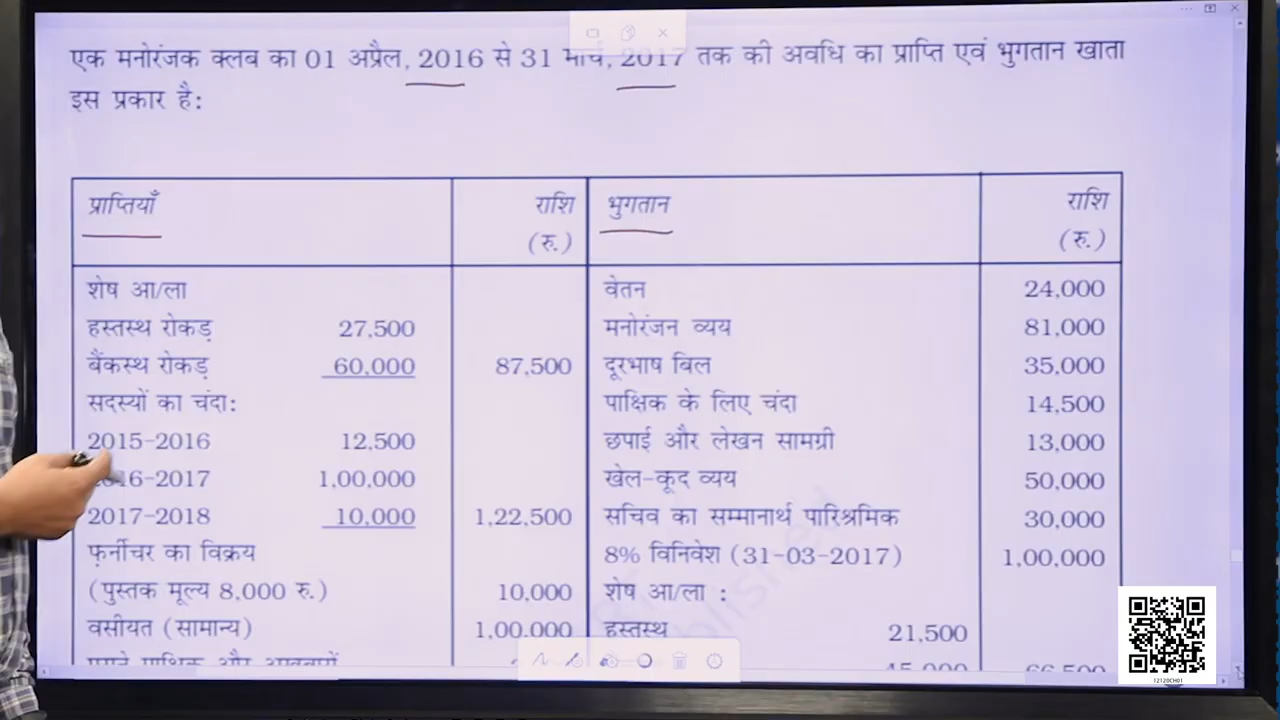 एक मनोरंजक क्लब का 01 अप्रैल, 2016 से 31 मार्च, 2017 तक की अवधि का प्राप्ति एवं भुगतान खाता
इस प्रकार है:
प्राप्तियाँ राशि (रु.) भुगतान राशि (रु.)
शेष आ/ला वेतन 24,000
हस्तस्थ रोकड़ 27,500 मनोरंजन व्यय 81,000
बैंकस्थ रोकड़ 60,000 87,500 दूरभाष बिल 35,000
सदस्यों का चंदा: पाक्षिक के लिए चंदा 14,500
2015-2016 12,500 छपाई और लेखन सामग्री 13,000
16-2017 1,00,000 खेल-कूद व्यय 50,000
2017-2018 10,000 1,22,500 सचिव का सम्मानार्थ पारिश्रमिक 30,000
फ़र्नीचर का विक्रय 8% विनिवेश (31-03-2017) 1,00,000
(पुस्तक मूल्य 8,000 रु.) 10,000 शेष आ/ला :
वसीयत (सामान्य) 1,00,000 हस्तस्थ 21,500
12120CH01